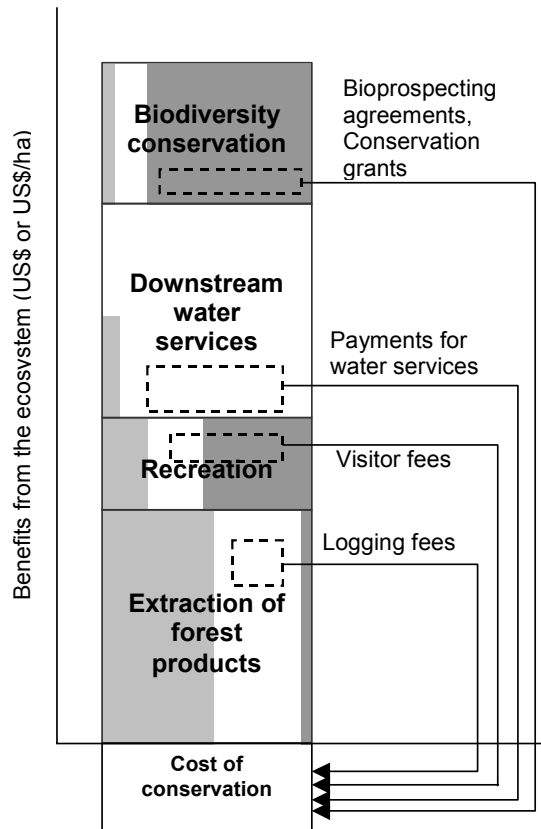 Benefits from the ecosystem (US$ or US$/ha)
Biodiversity
conservation
Bioprospecting
agreements,
Conservation
grants
Downstream
water
services
Payments for
water services
Recreation
Visitor fees
Logging fees
Extraction of
forest
products
Cost of
conservation